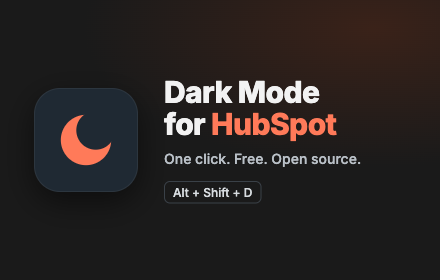 Dark Mode
for HubSpot
One click. Free. Open source.
Alt + Shift + D